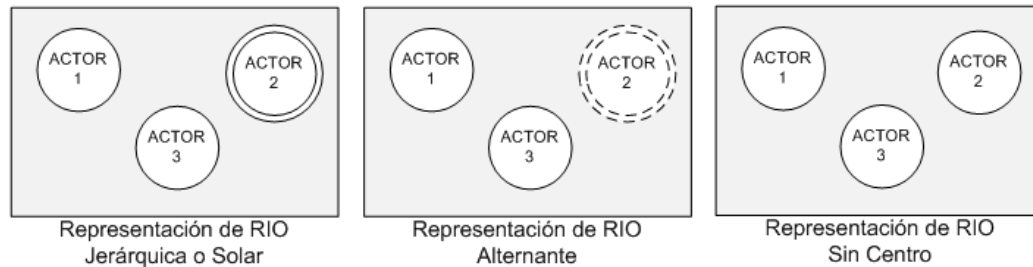 ACTOR
1
ACTOR
2
ACTOR
3
Representación de RIO
Jerárquica o Solar
ACTOR
1
ACTOR
2
ACTOR
3
Representación de RIO
Alternante
ACTOR
1
ACTOR
2
ACTOR
3
Representación de RIO
Sin Centro